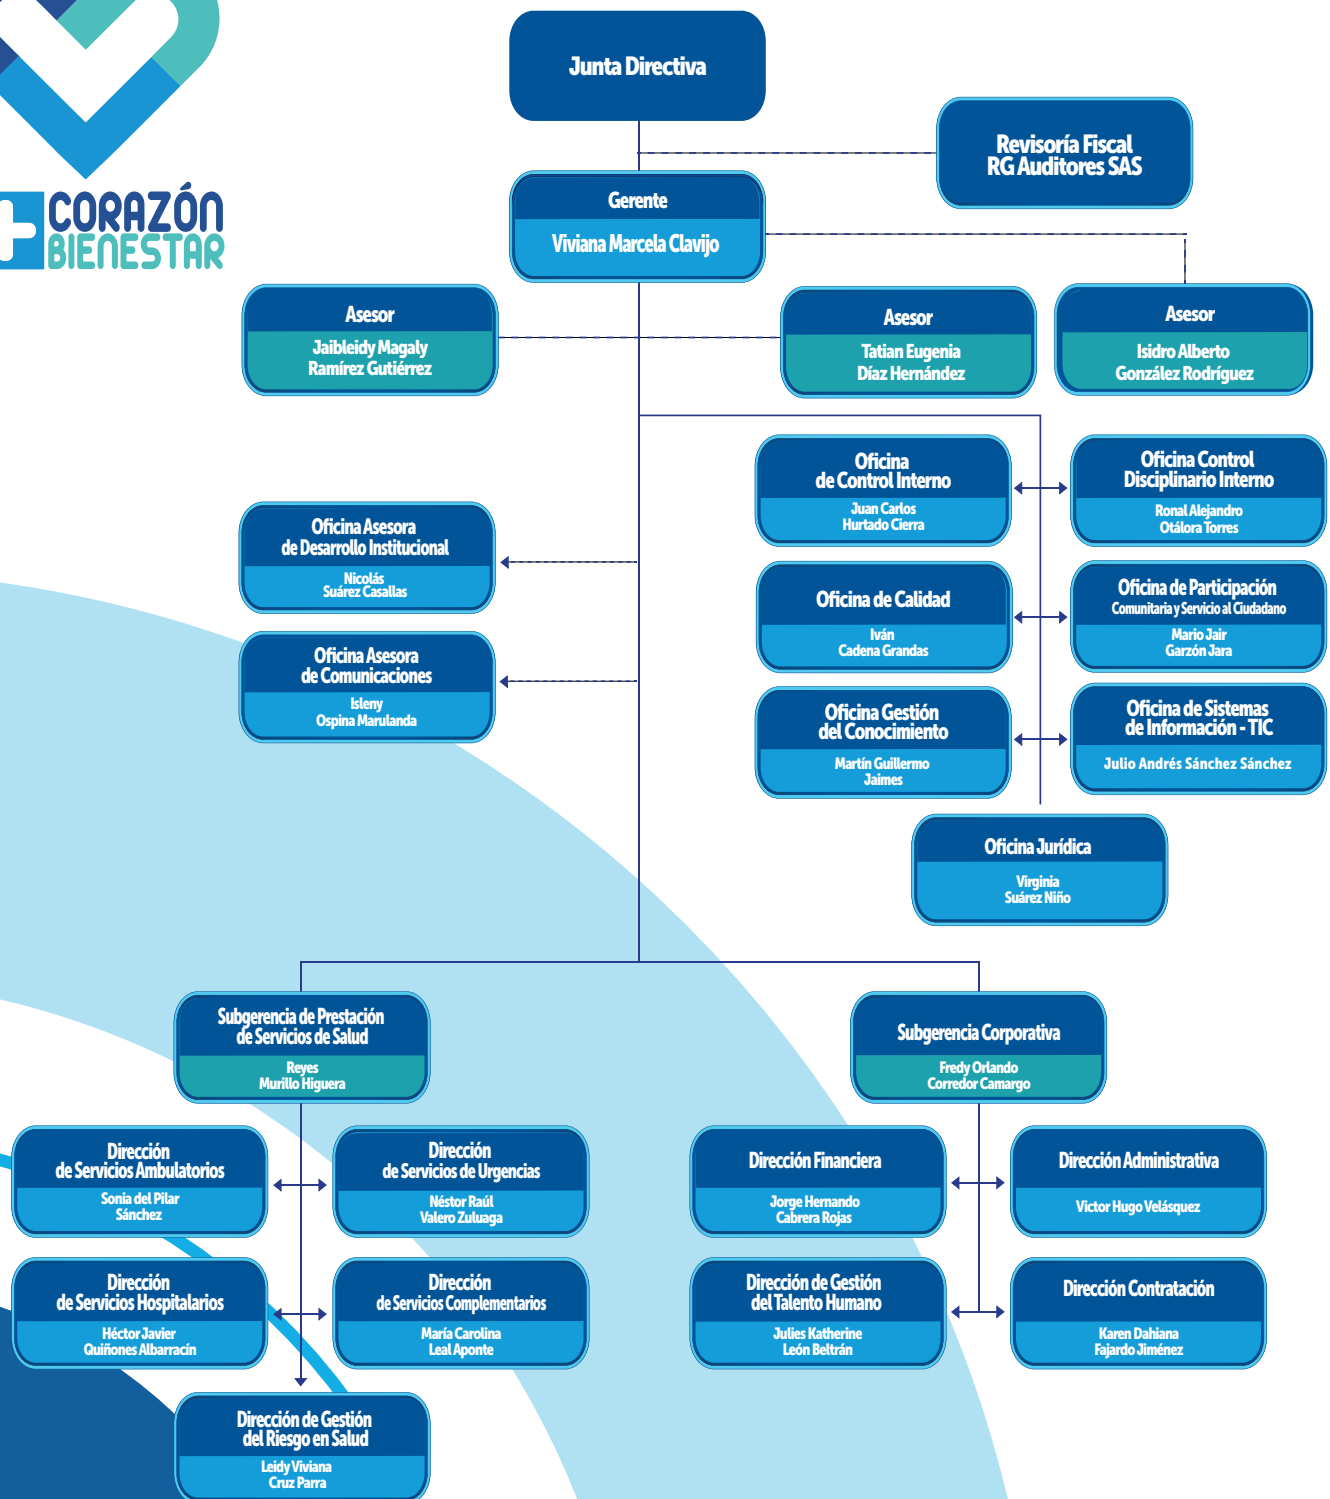 Junta Directiva
Revisoría Fiscal
RG Auditores SAS
CORAZÓN
BIENESTAR
Gerente
Viviana Marcela Clavijo
Asesor
Jaibleidy Magaly
Ramírez Gutiérrez
Asesor
Tatian Eugenia
Díaz Hernández
Asesor
Isidro Alberto
González Rodríguez
Oficina
de Control Interno
Juan Carlos
Hurtado Cierra
Oficina Control
Disciplinario Interno
Ronal Alejandro
Otálora Torres
Oficina Asesora
de Desarrollo Institucional
Nicolás
Suárez Casallas
Oficina de Calidad
Iván
Cadena Grandas
Oficina de Participación
Comunitaria y Servicio al Ciudadano
Mario Jair
Garzón Jara
Oficina Asesora
de Comunicaciones
Isleny
Ospina Marulanda
Oficina Gestión
del Conocimiento
Martín Guillermo
Jaimes
Oficina de Sistemas
de Información - TIC
Julio Andrés Sánchez Sánchez
Oficina Jurídica
Virginia
Suárez Niño
Subgerencia de Prestación
de Servicios de Salud
Reyes
Murillo Higuera
Subgerencia Corporativa
Fredy Orlando
Corredor Camargo
Dirección
de Servicios Ambulatorios
Sonia del Pilar
Sánchez
Dirección
de Servicios de Urgencias
Néstor Raúl
Valero Zuluaga
Dirección Financiera
Jorge Hernando
Cabrera Rojas
Dirección Administrativa
Victor Hugo Velásquez
Dirección
de Servicios Hospitalarios
Héctor Javier
Quiñones Albarracín
Dirección
de Servicios Complementarios
María Carolina
Leal Aponte
Dirección de Gestión
del Talento Humano
Julies Katherine
León Beltrán
Dirección Contratación
Karen Dahiana
Fajardo Jiménez
Dirección de Gestión
del Riesgo en Salud
Leidy Viviana
Cruz Parra